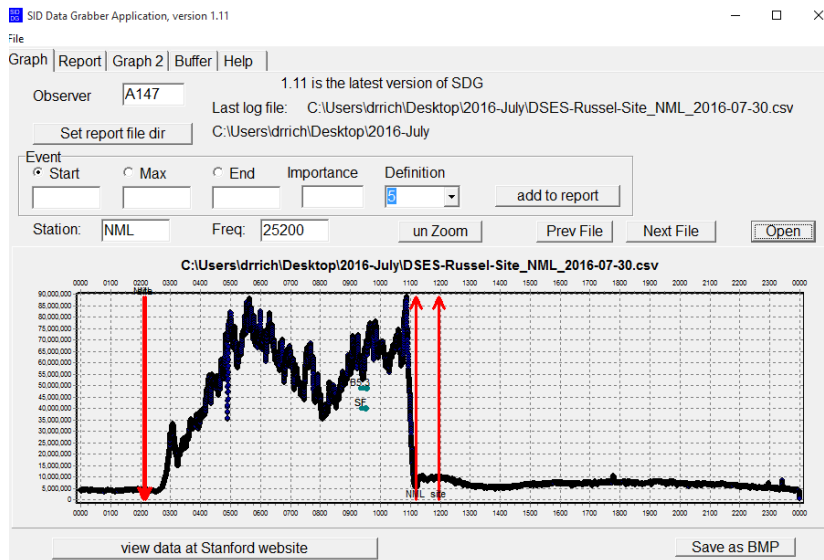 SID DG
SID Data Grabber Application, version 1.11
File
Graph Report Graph 2 Buffer Help
Observer A147 1.11 is the latest version of SDG
Last log file: C:\Users\drrich\Desktop\2016-July\DSES-Russel-Site_NML_2016-07-30.csv
Set report file dir C:\Users\drrich\Desktop\2016-July
Event
Start Max End Importance Definition
5 add to report
Station: NML Freq: 25200 un Zoom Prev File Next File Open
C:\Users\drrich\Desktop\2016-July\DSES-Russel-Site_NML_2016-07-30.csv
0000 0100 0200 0300 0400 0500 0600 0700 0800 0900 1000 1100 1200 1300 1400 1500 1600 1700 1800 1900 2000 2100 2200 2300 0000
90,000,000
85,000,000
80,000,000
75,000,000
70,000,000
65,000,000
60,000,000
55,000,000
50,000,000
45,000,000
40,000,000
35,000,000
30,000,000
25,000,000
20,000,000
15,000,000
10,000,000
5,000,000
0
SF
NML site
0000 0100 0200 0300 0400 0500 0600 0700 0800 0900 1000 1100 1200 1300 1400 1500 1600 1700 1800 1900 2000 2100 2200 2300 0000
view data at Stanford website Save as BMP